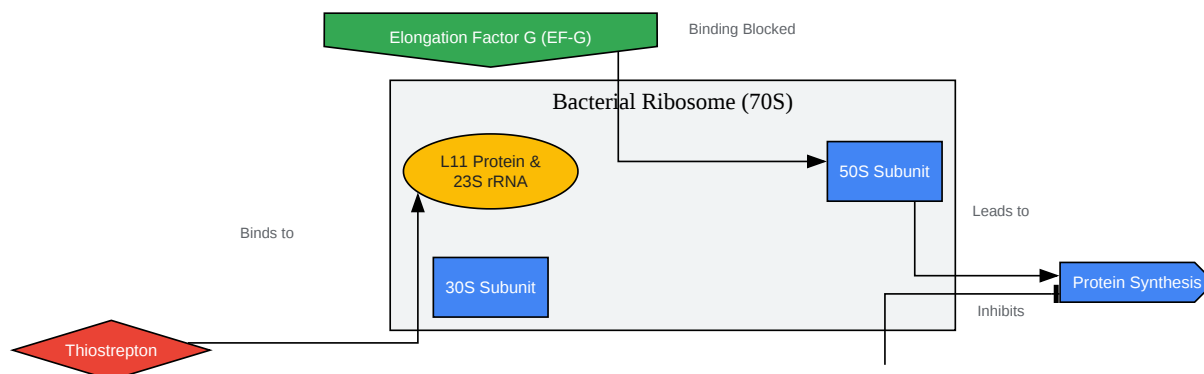 Elongation Factor G (EF-G)
Binding Blocked
Bacterial Ribosome (70S)
L11 Protein &
23S rRNA
50S Subunit
Binds to
Leads to
30S Subunit
Protein Synthesis
Inhibits
Thiostrepton